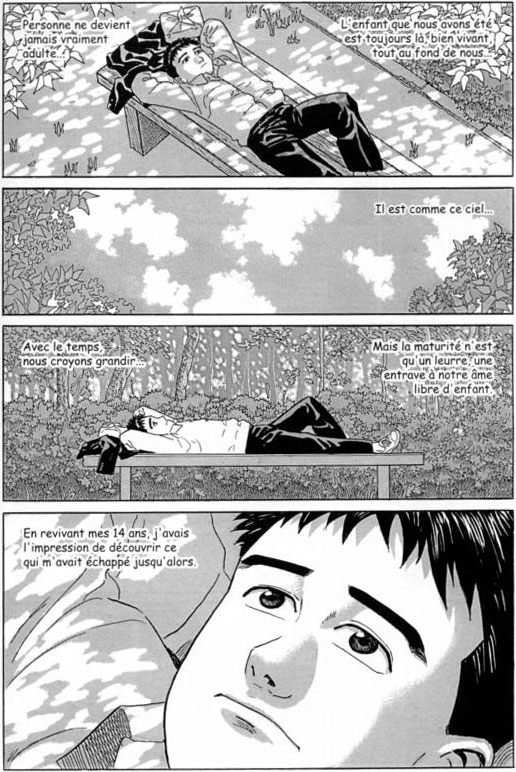 Personne ne devient
jamais vraiment
adulte...
L'enfant que nous avons été
est toujours là, bien vivant,
tout au fond de nous...
Il est comme ce ciel...
Avec le temps,
nous croyons grandir...
Mais la maturité n'est
qu'un leurre, une
entrave à notre âme
libre d'enfant.
En revivant mes 14 ans, j'avais
l'impression de découvrir ce
qui m'avait échappé jusqu'alors.